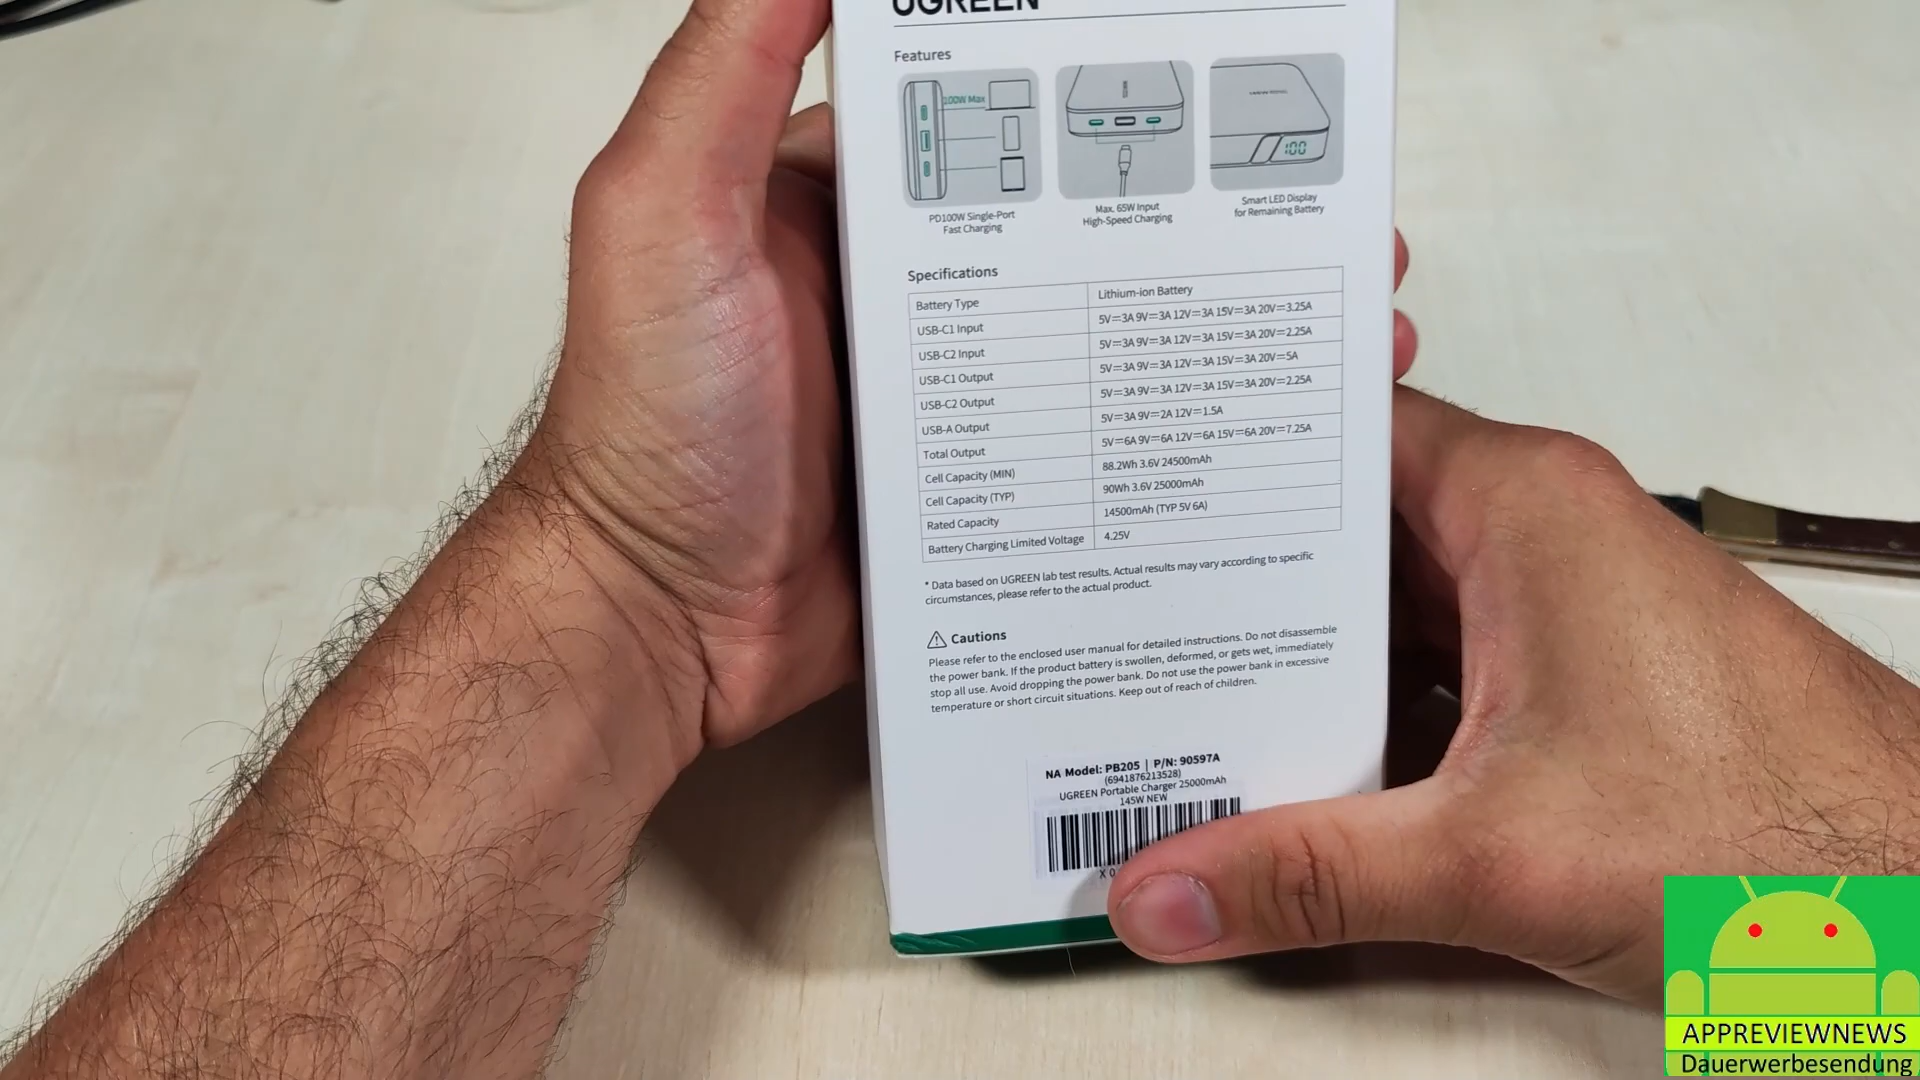 UGREEN
Features
100W Max
100
PD100W Single-Port
Fast Charging
Max. 65W Input
High-Speed Charging
Smart LED Display
for Remaining Battery
Specifications
Battery Type Lithium-ion Battery
USB-C1 Input 5V⎓3A 9V⎓3A 12V⎓3A 15V⎓3A 20V⎓3.25A
USB-C2 Input 5V⎓3A 9V⎓3A 12V⎓3A 15V⎓3A 20V⎓2.25A
USB-C1 Output 5V⎓3A 9V⎓3A 12V⎓3A 15V⎓3A 20V⎓5A
USB-C2 Output 5V⎓3A 9V⎓3A 12V⎓3A 15V⎓3A 20V⎓2.25A
USB-A Output 5V⎓3A 9V⎓2A 12V⎓1.5A
Total Output 5V⎓6A 9V⎓6A 12V⎓6A 15V⎓6A 20V⎓7.25A
Cell Capacity (MIN) 88.2Wh 3.6V 24500mAh
Cell Capacity (TYP) 90Wh 3.6V 25000mAh
Rated Capacity 14500mAh (TYP 5V 6A)
Battery Charging Limited Voltage 4.25V
* Data based on UGREEN lab test results. Actual results may vary according to specific
circumstances, please refer to the actual product.
Cautions
Please refer to the enclosed user manual for detailed instructions. Do not disassemble
the power bank. If the product battery is swollen, deformed, or gets wet, immediately
stop all use. Avoid dropping the power bank. Do not use the power bank in excessive
temperature or short circuit situations. Keep out of reach of children.
NA Model: PB205 | P/N: 90597A
(6941876213528)
UGREEN Portable Charger 25000mAh
145W NEW
X 0
APPREVIEWNEWS
Dauerwerbesendung